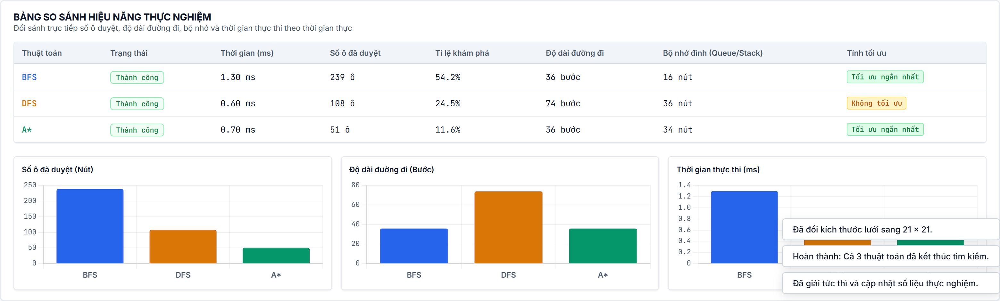 BẢNG SO SÁNH HIỆU NĂNG THỰC NGHIỆM
Đối sánh trực tiếp số ô duyệt, độ dài đường đi, bộ nhớ và thời gian thực thi theo thời gian thực
Thuật toán Trạng thái Thời gian (ms) Số ô đã duyệt Tỉ lệ khám phá Độ dài đường đi Bộ nhớ đỉnh (Queue/Stack) Tính tối ưu
BFS Thành công 1.30 ms 239 ô 54.2% 36 bước 16 nút Tối ưu ngắn nhất
DFS Thành công 0.60 ms 108 ô 24.5% 74 bước 36 nút Không tối ưu
A* Thành công 0.70 ms 51 ô 11.6% 36 bước 34 nút Tối ưu ngắn nhất
Số ô đã duyệt (Nút)
250
200
150
100
50
0
BFS DFS A*
Độ dài đường đi (Bước)
80
60
40
20
0
BFS DFS A*
Thời gian thực thi (ms)
1.4
1.2
1.0
0.8
0.6
0.4
0.2
0
BFS
Đã đổi kích thước lưới sang 21 × 21.
Hoàn thành: Cả 3 thuật toán đã kết thúc tìm kiếm.
Đã giải tức thì và cập nhật số liệu thực nghiệm.